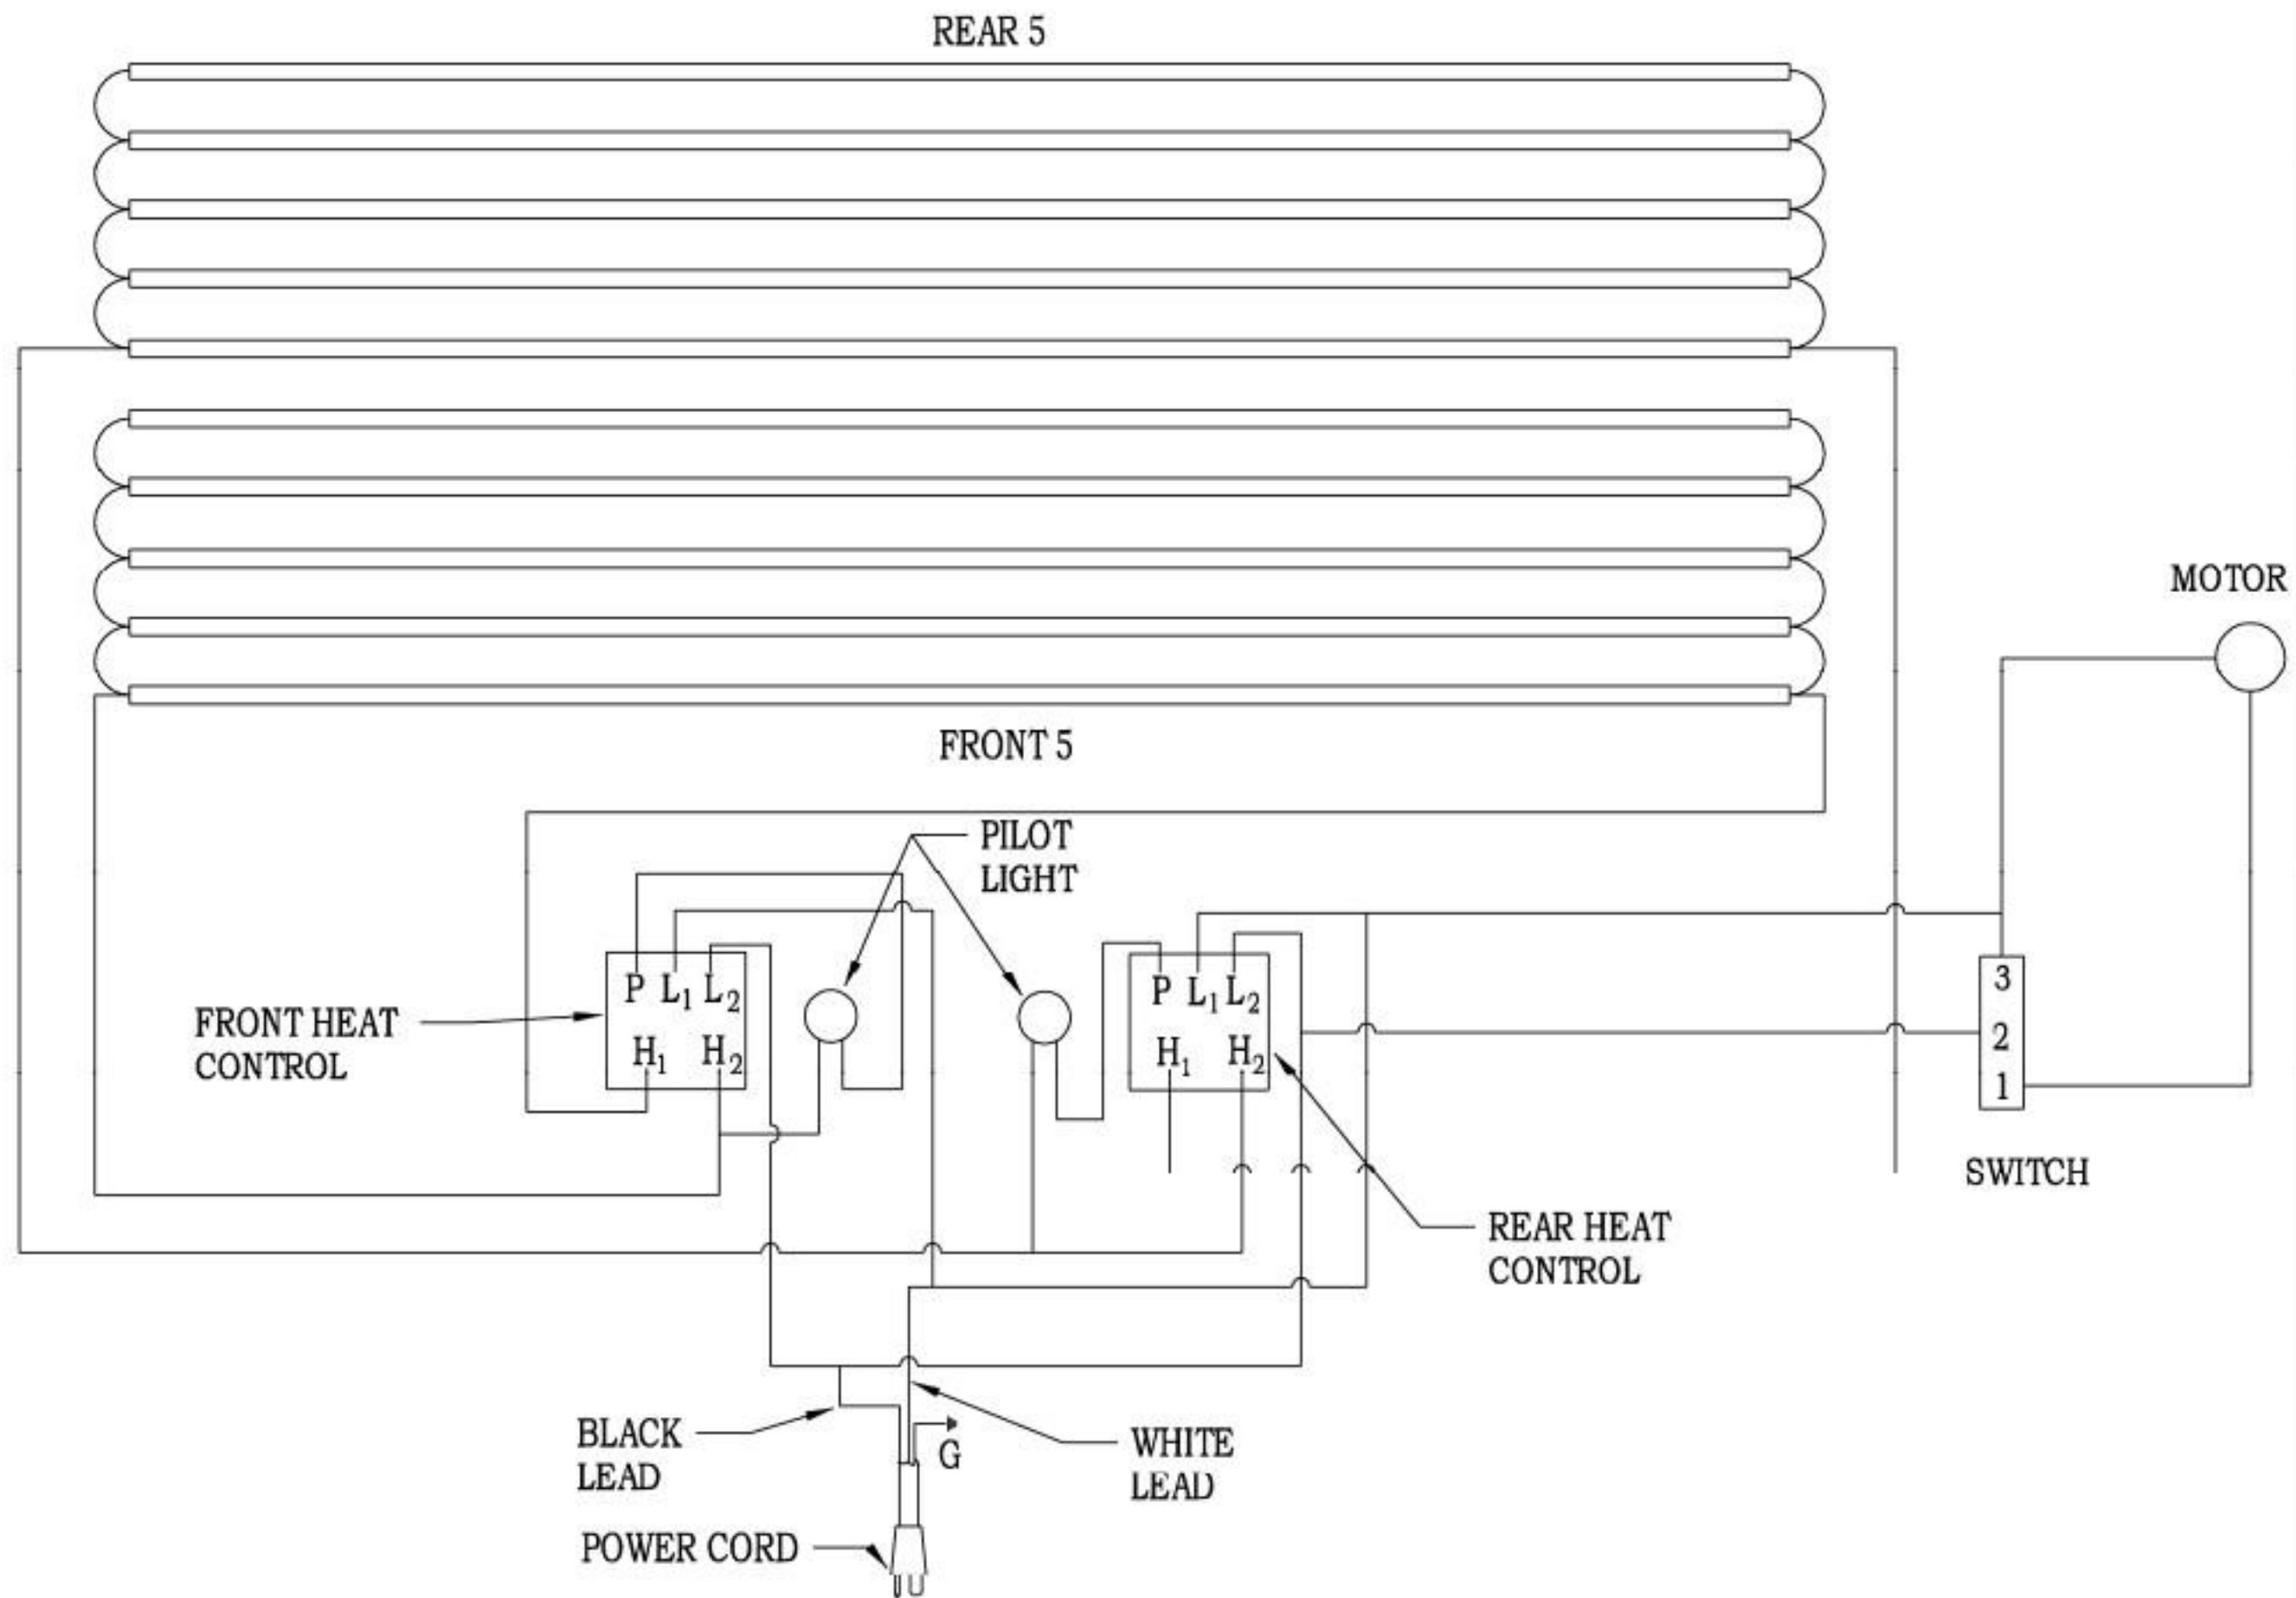 REAR 5
MOTOR
FRONT 5
PILOT
LIGHT
P L₁ L₂
H₁ H₂
FRONT HEAT
CONTROL
P L₁ L₂
H₁ H₂
3
2
1
SWITCH
REAR HEAT
CONTROL
BLACK
LEAD
G
WHITE
LEAD
POWER CORD